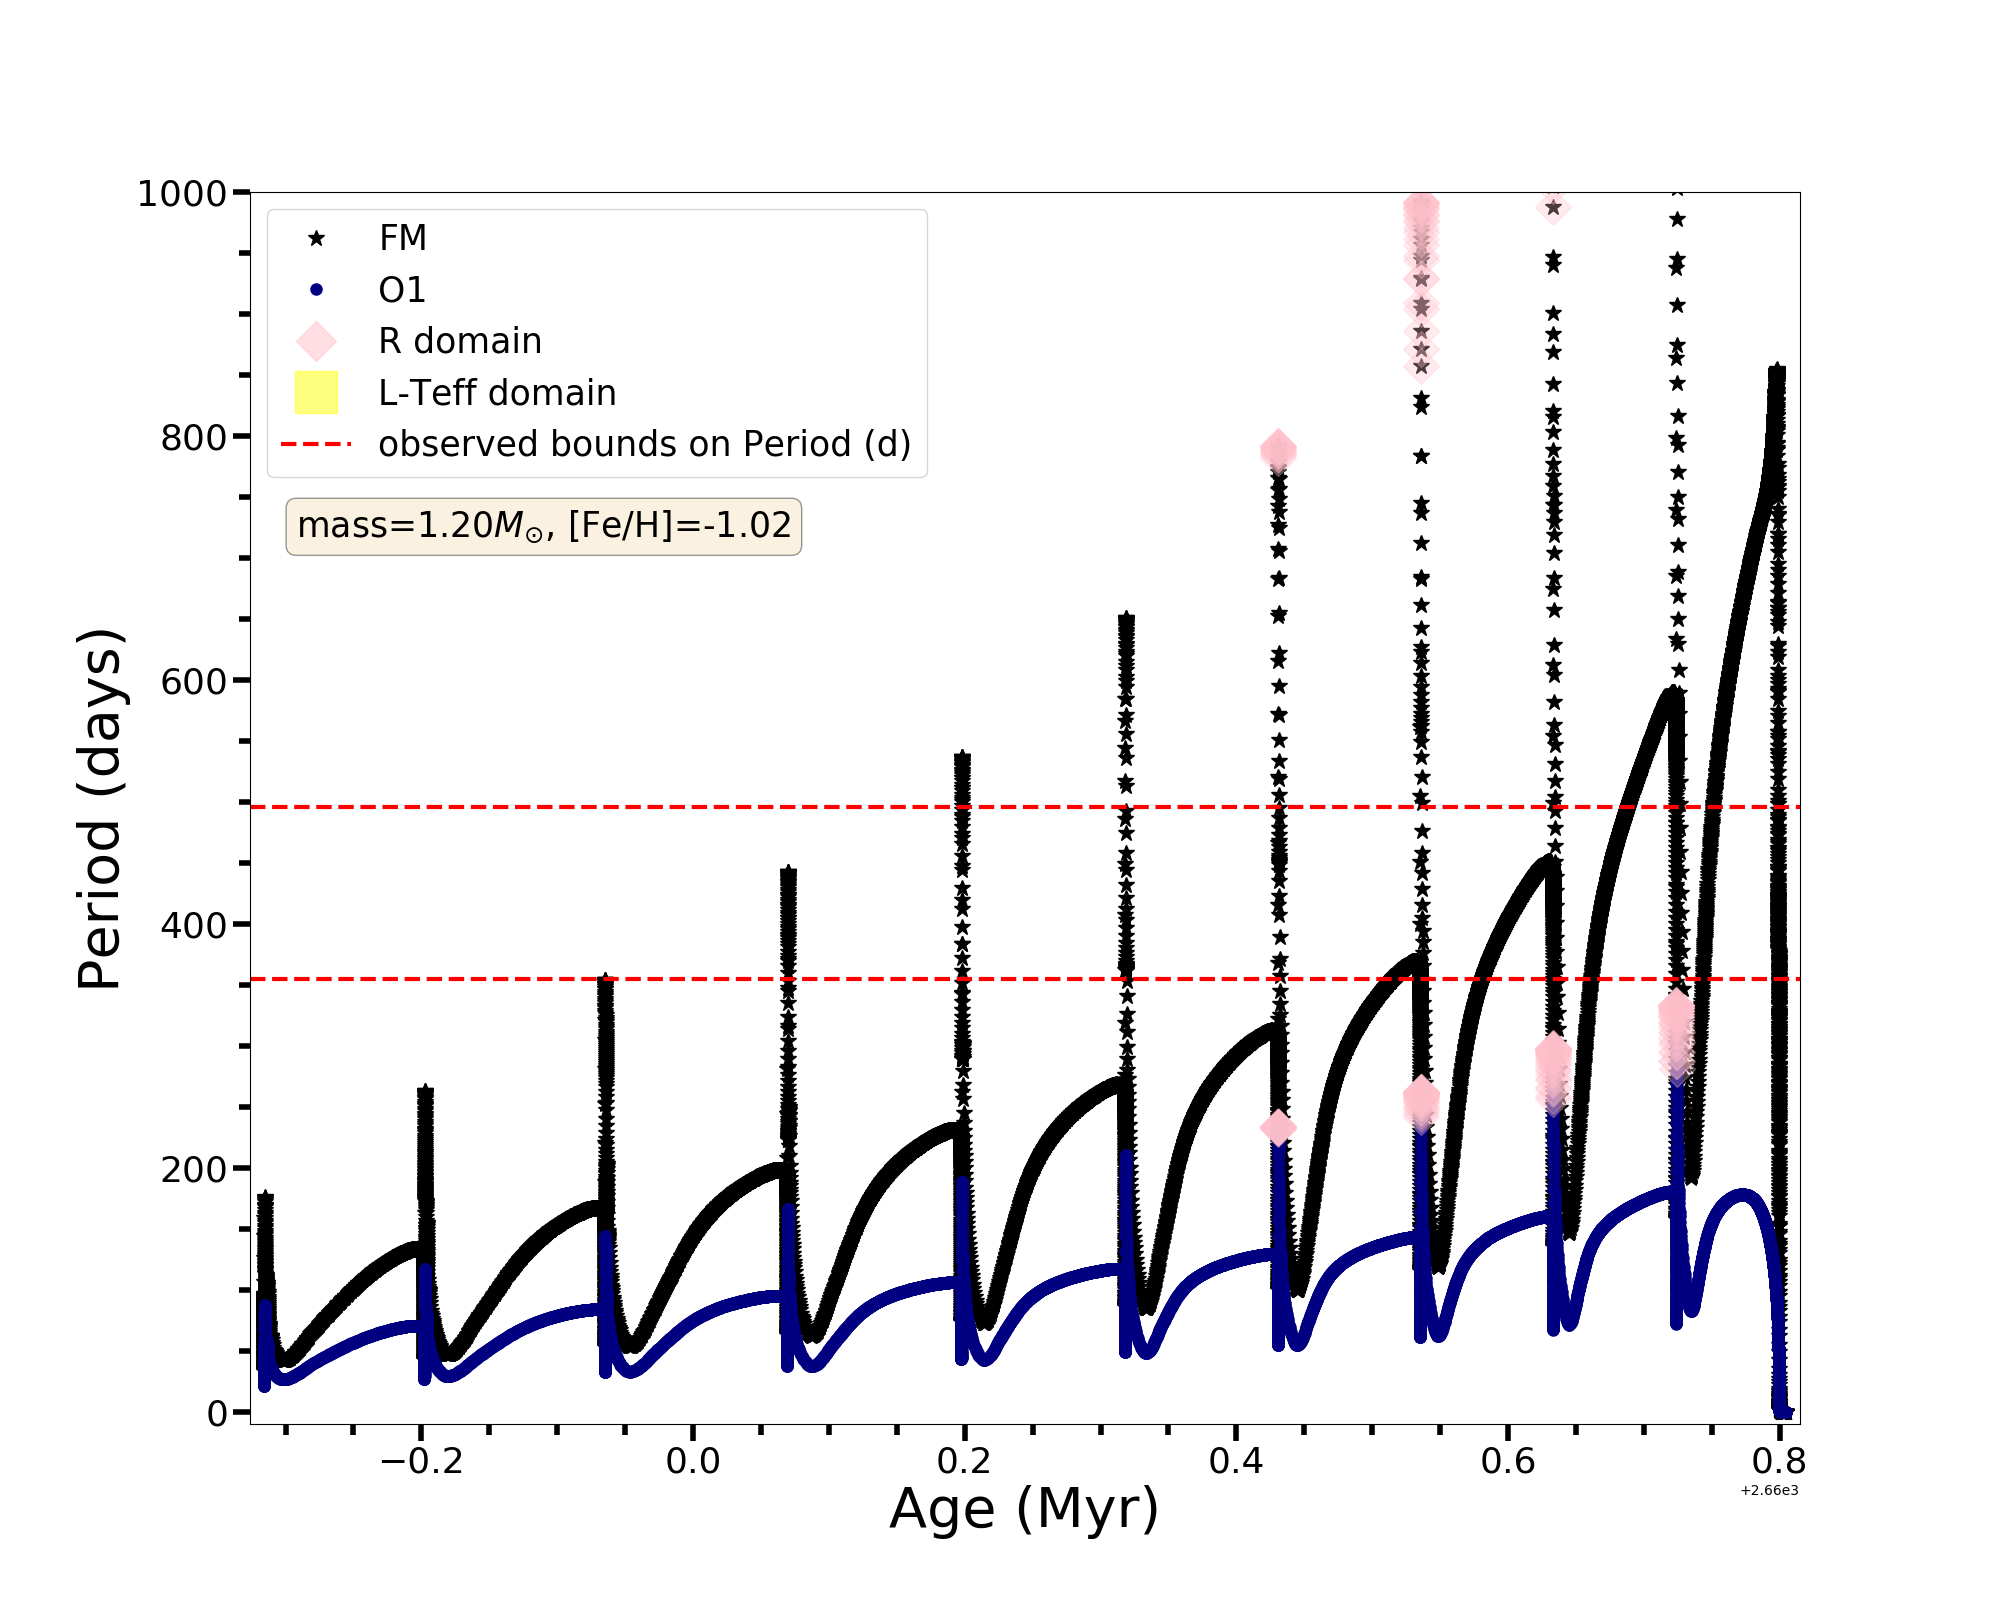 1000
800
600
400
200
0
Period (days)
FM
O1
R domain
L-Teff domain
observed bounds on Period (d)
mass=1.20M⊙, [Fe/H]=-1.02
−0.2
0.0
0.2
0.4
0.6
0.8
+2.66e3
Age (Myr)